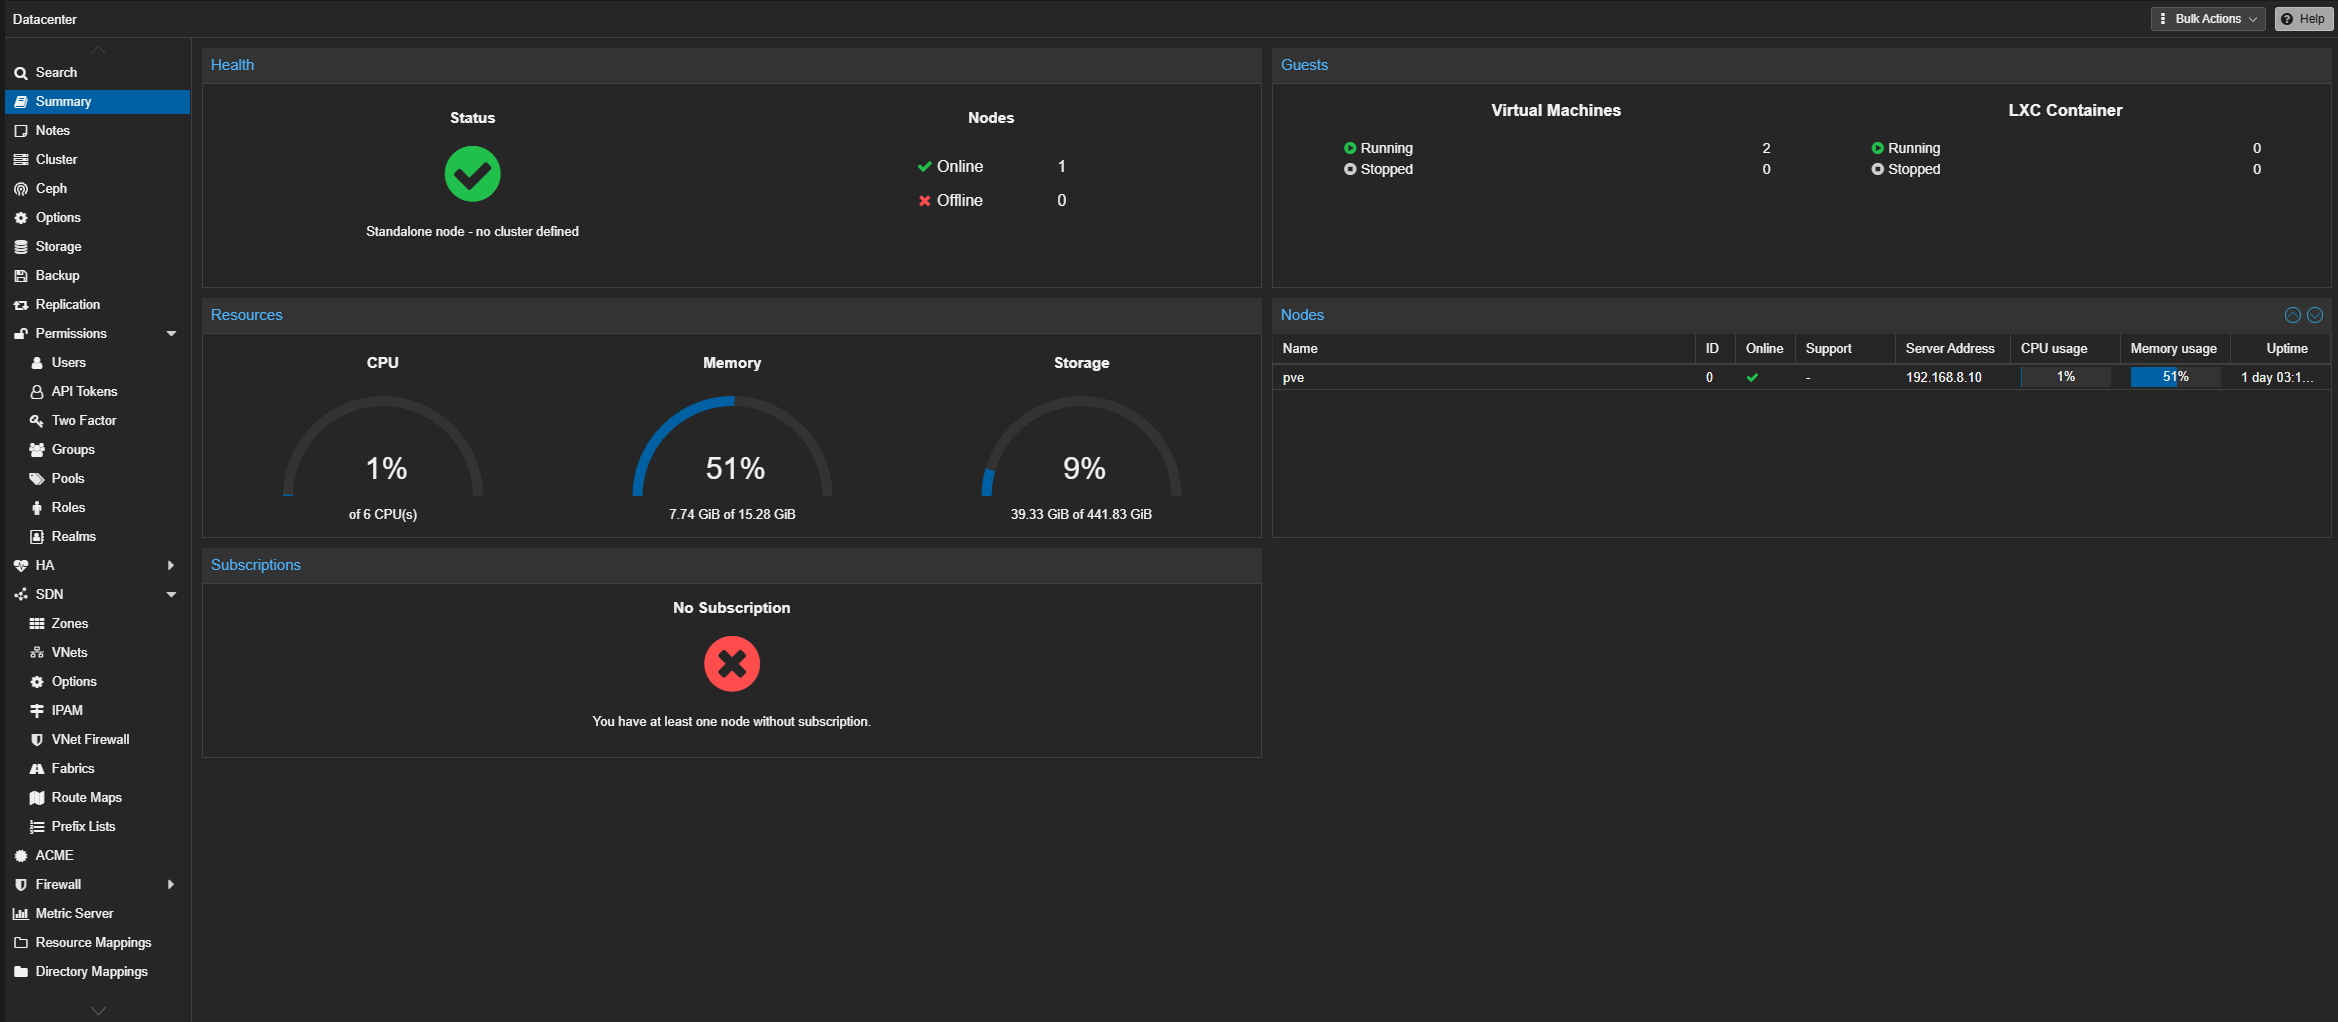 Datacenter
Bulk Actions
Help
Search
Summary
Notes
Cluster
Ceph
Options
Storage
Backup
Replication
Permissions
Users
API Tokens
Two Factor
Groups
Pools
Roles
Realms
HA
SDN
Zones
VNets
Options
IPAM
VNet Firewall
Fabrics
Route Maps
Prefix Lists
ACME
Firewall
Metric Server
Resource Mappings
Directory Mappings
Health
Status
Standalone node - no cluster defined
Nodes
Online 1
Offline 0
Guests
Virtual Machines
Running 2
Stopped 0
LXC Container
Running 0
Stopped 0
Resources
CPU
1%
of 6 CPU(s)
Memory
51%
7.74 GiB of 15.28 GiB
Storage
9%
39.33 GiB of 441.83 GiB
Nodes
Name ID Online Support Server Address CPU usage Memory usage Uptime
pve 0 - 192.168.8.10 1% 51% 1 day 03:1...
Subscriptions
No Subscription
You have at least one node without subscription.